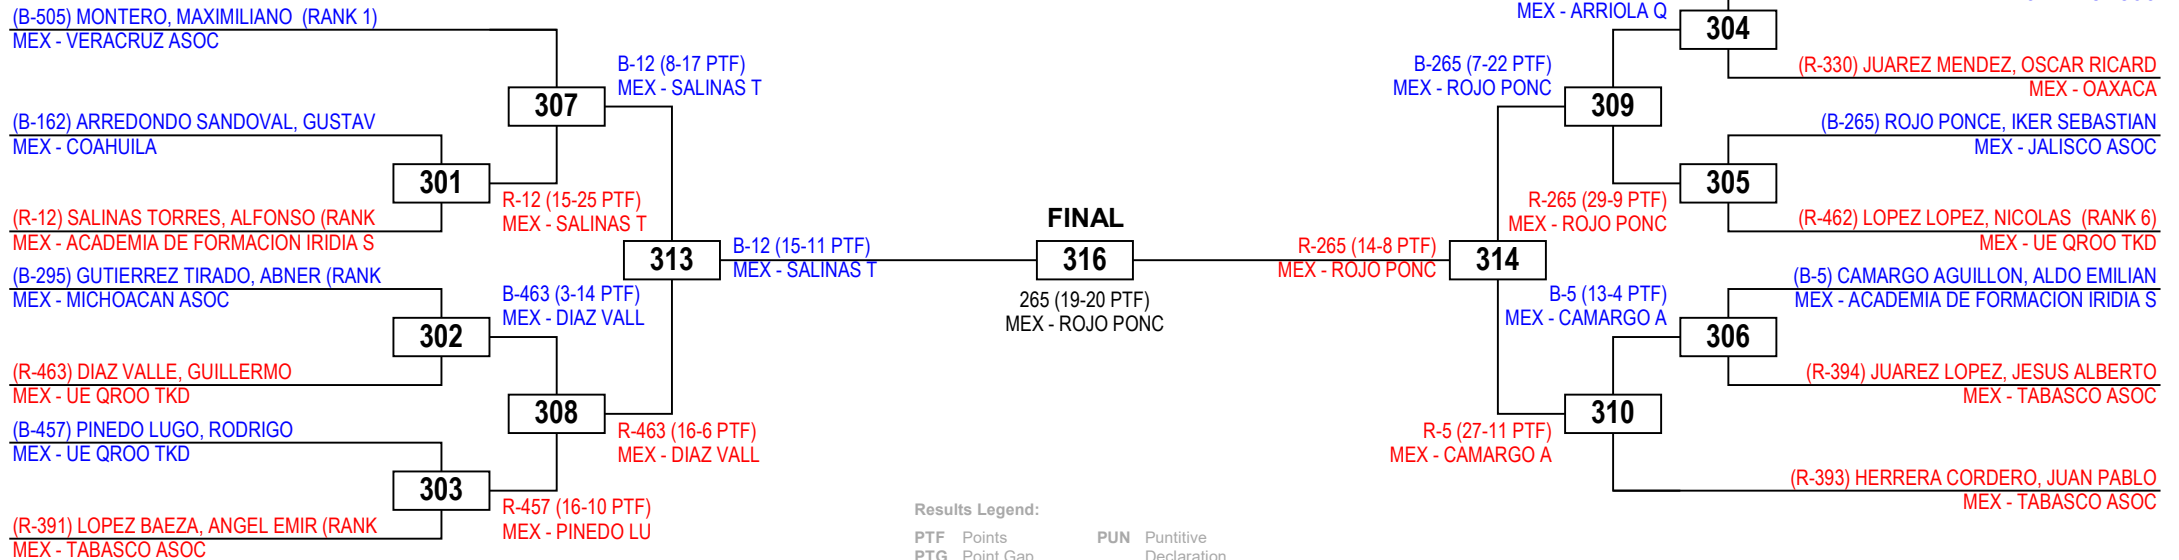 (B-505) MONTERO, MAXIMILIANO (RANK 1)
MEX - VERACRUZ ASOC
(B-162) ARREDONDO SANDOVAL, GUSTAV
MEX - COAHUILA
(R-12) SALINAS TORRES, ALFONSO (RANK
MEX - ACADEMIA DE FORMACION IRIDIA S
(B-295) GUTIERREZ TIRADO, ABNER (RANK
MEX - MICHOACAN ASOC
(R-463) DIAZ VALLE, GUILLERMO
MEX - UE QROO TKD
(B-457) PINEDO LUGO, RODRIGO
MEX - UE QROO TKD
(R-391) LOPEZ BAEZA, ANGEL EMIR (RANK
MEX - TABASCO ASOC
301
302
303
307
R-12 (15-25 PTF)
MEX - SALINAS T
B-463 (3-14 PTF)
MEX - DIAZ VALL
308
R-457 (16-10 PTF)
MEX - PINEDO LU
B-12 (8-17 PTF)
MEX - SALINAS T
313
R-463 (16-6 PTF)
MEX - DIAZ VALL
B-12 (15-11 PTF)
MEX - SALINAS T
FINAL
316
265 (19-20 PTF)
MEX - ROJO PONC
Results Legend:
PTF Points
PUN Puntitive
PTG Point Gap
Declaration
R-265 (14-8 PTF)
MEX - ROJO PONC
314
B-265 (7-22 PTF)
MEX - ROJO PONC
R-5 (27-11 PTF)
MEX - CAMARGO A
MEX - ARRIOLA Q
309
R-265 (29-9 PTF)
MEX - ROJO PONC
B-5 (13-4 PTF)
MEX - CAMARGO A
310
304
305
306
(R-330) JUAREZ MENDEZ, OSCAR RICARD
MEX - OAXACA
(B-265) ROJO PONCE, IKER SEBASTIAN
MEX - JALISCO ASOC
(R-462) LOPEZ LOPEZ, NICOLAS (RANK 6)
MEX - UE QROO TKD
(B-5) CAMARGO AGUILLON, ALDO EMILIAN
MEX - ACADEMIA DE FORMACION IRIDIA S
(R-394) JUAREZ LOPEZ, JESUS ALBERTO
MEX - TABASCO ASOC
(R-393) HERRERA CORDERO, JUAN PABLO
MEX - TABASCO ASOC